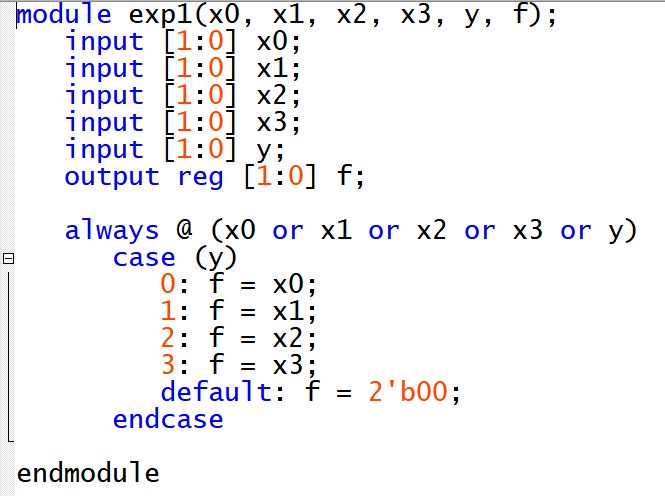 module exp1(x0, x1, x2, x3, y, f);
input [1:0] x0;
input [1:0] x1;
input [1:0] x2;
input [1:0] x3;
input [1:0] y;
output reg [1:0] f;
always @ (x0 or x1 or x2 or x3 or y)
case (y)
0: f = x0;
1: f = x1;
2: f = x2;
3: f = x3;
default: f = 2'b00;
endcase
endmodule